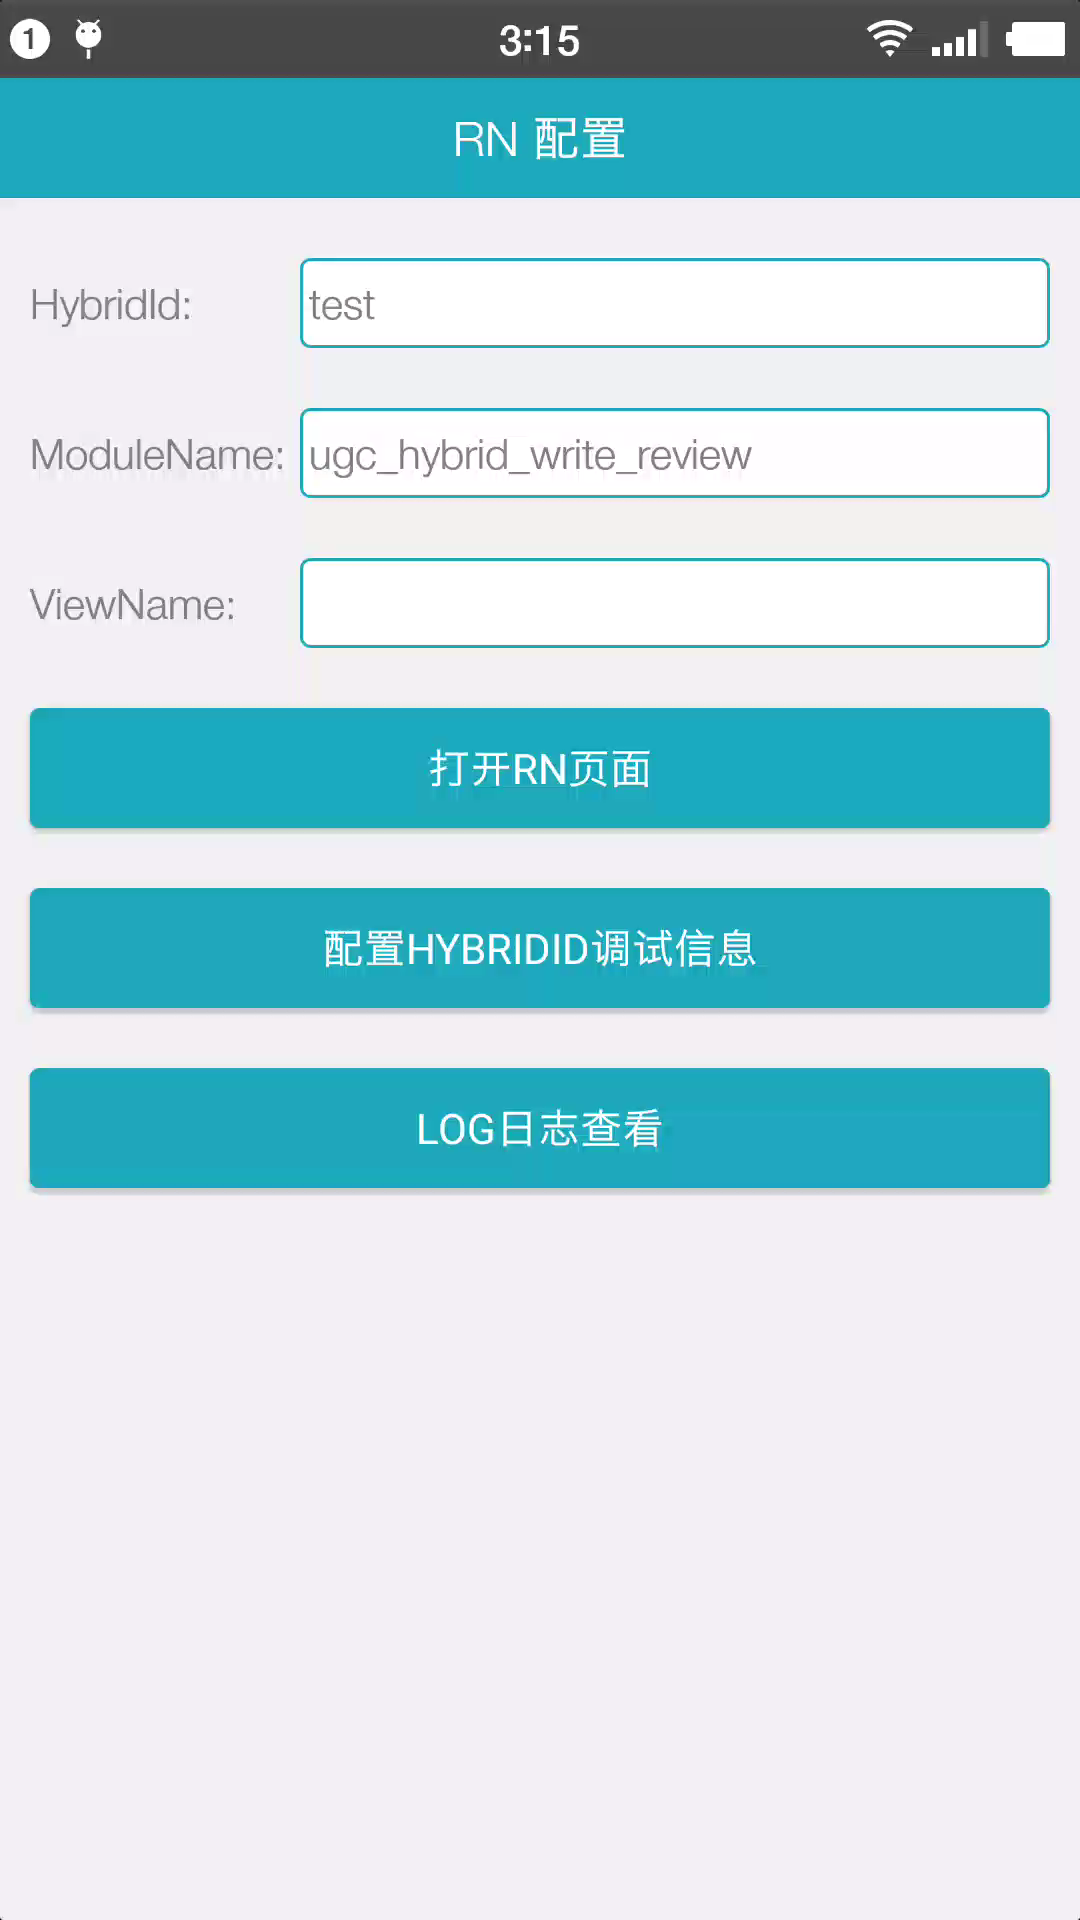 1 3:15
RN 配置
HybridId: test
ModuleName: ugc_hybrid_write_review
ViewName:
打开RN页面
配置HYBRIDID调试信息
LOG日志查看